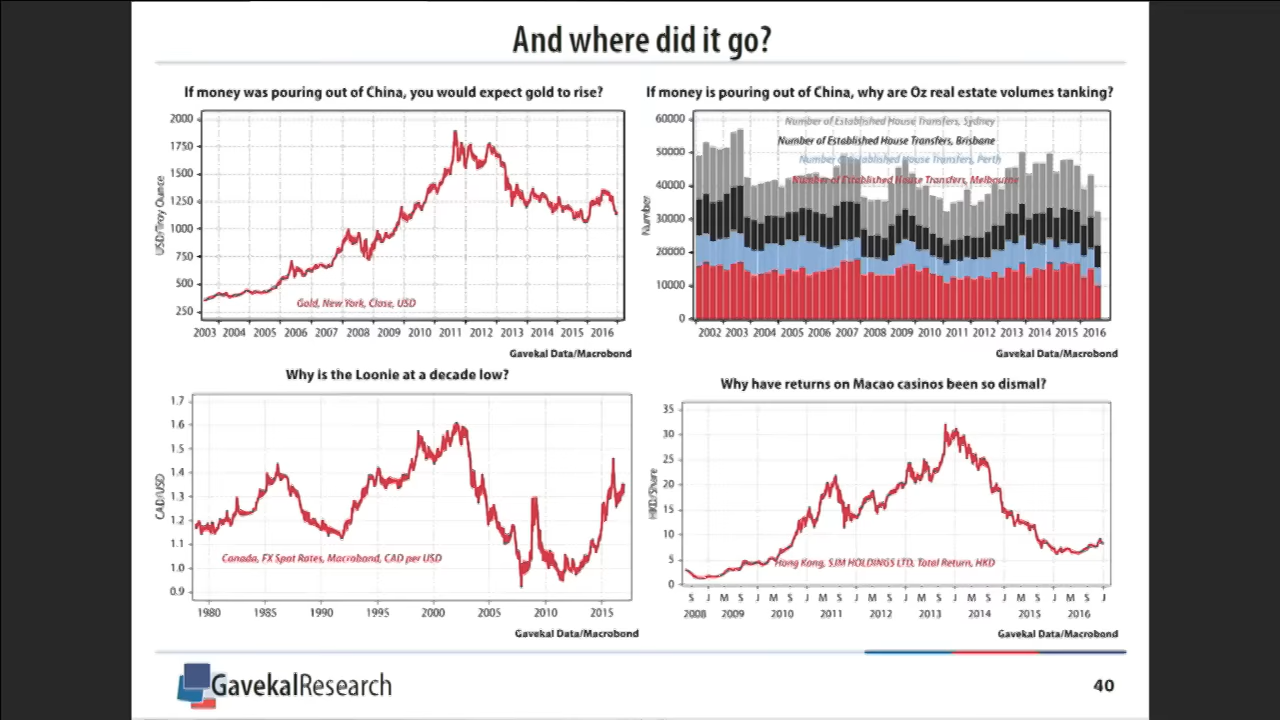 And where did it go?
If money was pouring out of China, you would expect gold to rise?
2000
1750
1500
1250
1000
750
500
250
USD/Troy Ounce
Gold, New York, Close, USD
2003 2004 2005 2006 2007 2008 2009 2010 2011 2012 2013 2014 2015 2016
Gavekal Data/Macrobond
If money is pouring out of China, why are Oz real estate volumes tanking?
60000
50000
40000
30000
20000
10000
0
Number
Number of Established House Transfers, Sydney
Number of Established House Transfers, Brisbane
Number of Established House Transfers, Perth
Number of Established House Transfers, Melbourne
2002 2003 2004 2005 2006 2007 2008 2009 2010 2011 2012 2013 2014 2015 2016
Gavekal Data/Macrobond
Why is the Loonie at a decade low?
1.7
1.6
1.5
1.4
1.3
1.2
1.1
1.0
0.9
CAD/USD
Canada, FX Spot Rates, Macrobond, CAD per USD
1980 1985 1990 1995 2000 2005 2010 2015
Gavekal Data/Macrobond
Why have returns on Macao casinos been so dismal?
35
30
25
20
15
10
5
0
HKD/Share
Hong Kong, SJM HOLDINGS LTD, Total Return, HKD
S J M S J M S J M S J M S J M S J M S J M S J M S J
2008 2009 2010 2011 2012 2013 2014 2015 2016
Gavekal Data/Macrobond
GavekalResearch
40